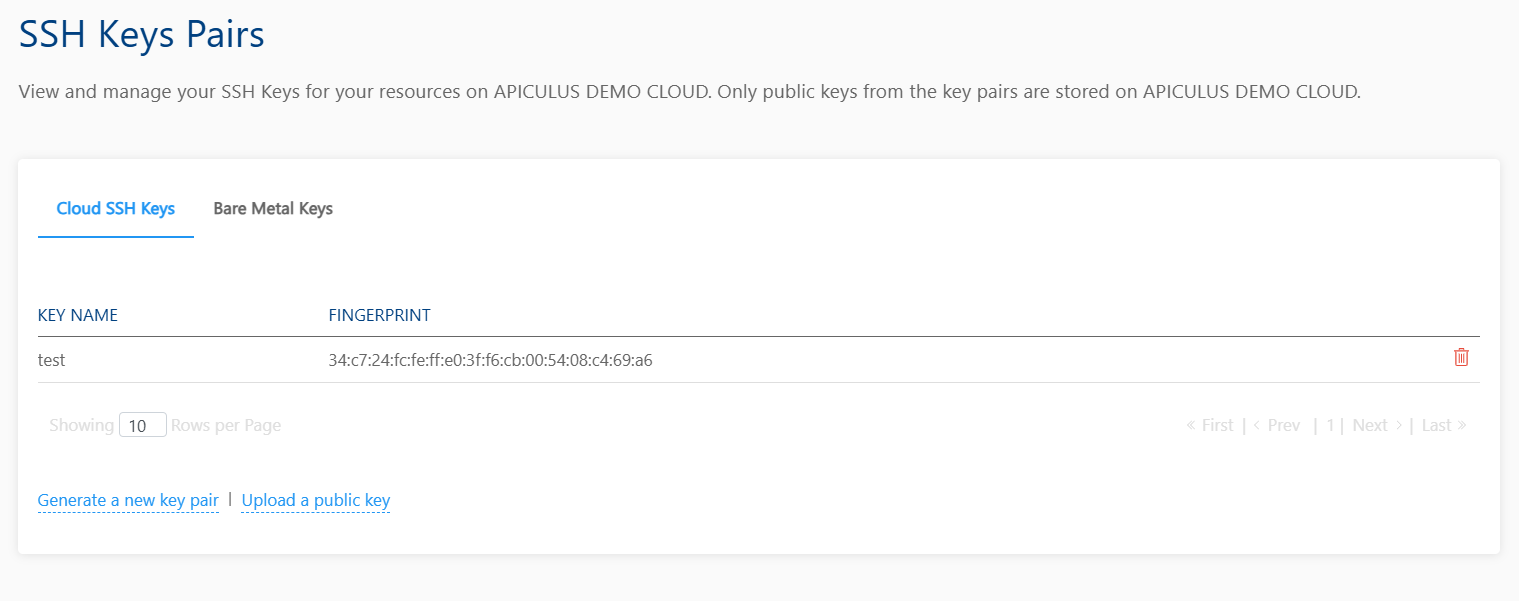 SSH Keys Pairs
View and manage your SSH Keys for your resources on APICULUS DEMO CLOUD. Only public keys from the key pairs are stored on APICULUS DEMO CLOUD.
Cloud SSH Keys Bare Metal Keys
KEY NAME FINGERPRINT
test 34:c7:24:fc:fe:ff:e0:3f:f6:cb:00:54:08:c4:69:a6
Showing 10 Rows per Page « First | < Prev | 1 | Next > | Last »
Generate a new key pair | Upload a public key